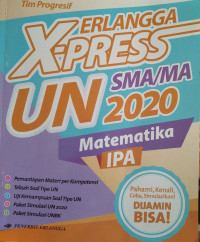 Tim Progresif
ERLANGGA
X-PRESS
UN SMA/MA
2020
Matematika
IPA
Pemantapan Materi per Kompetensi
Telaah Soal Tipe UN
Uji Kemampuan Soal Tipe UN
Paket Simulasi UN 2020
Paket Simulasi UNBK
Pahami, Kenali,
Coba, Simulasikan!
DIJAMIN
BISA!
PENERBIT ERLANGGA